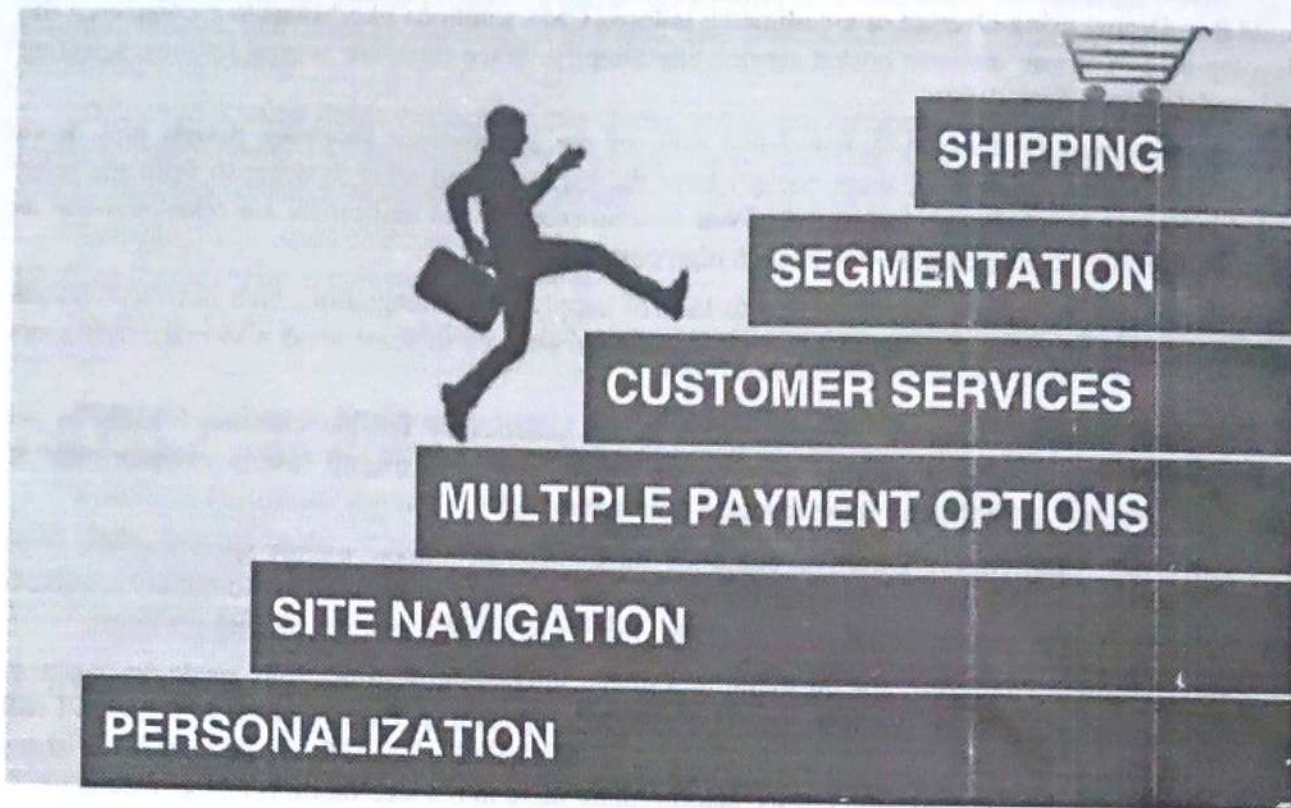 SHIPPING
SEGMENTATION
CUSTOMER SERVICES
MULTIPLE PAYMENT OPTIONS
SITE NAVIGATION
PERSONALIZATION